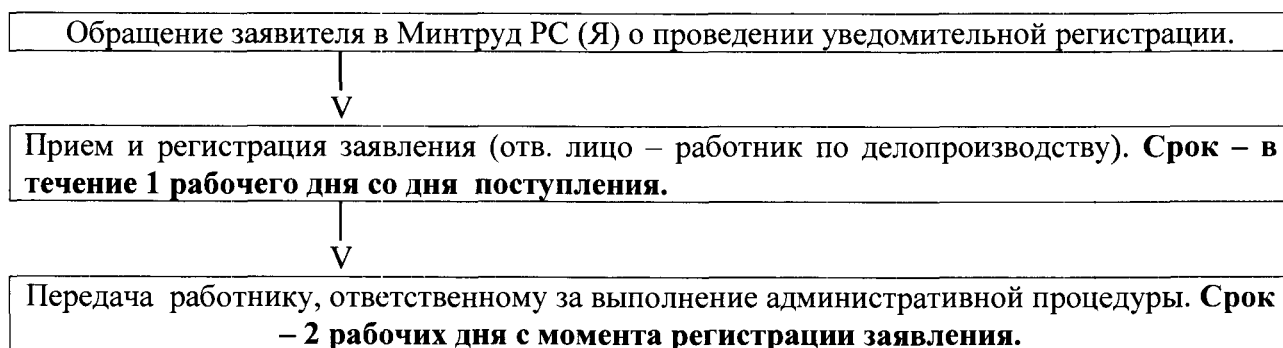 Обращение заявителя в Минтруд РС (Я) о проведении уведомительной регистрации.
V
Прием и регистрация заявления (отв. лицо – работник по делопроизводству). Срок – в
течение 1 рабочего дня со дня поступления.
V
Передача работнику, ответственному за выполнение административной процедуры. Срок
– 2 рабочих дня с момента регистрации заявления.